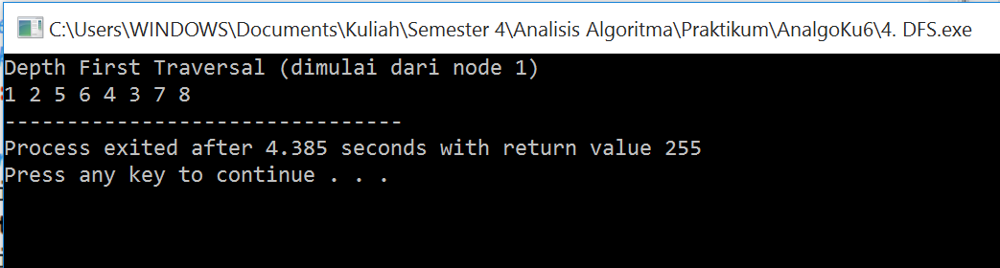 C:\Users\WINDOWS\Documents\Kuliah\Semester 4\Analisis Algoritma\Praktikum\AnalgoKu6\4. DFS.exe
Depth First Traversal (dimulai dari node 1)
1 2 5 6 4 3 7 8
--------------------------------
Process exited after 4.385 seconds with return value 255
Press any key to continue . . .